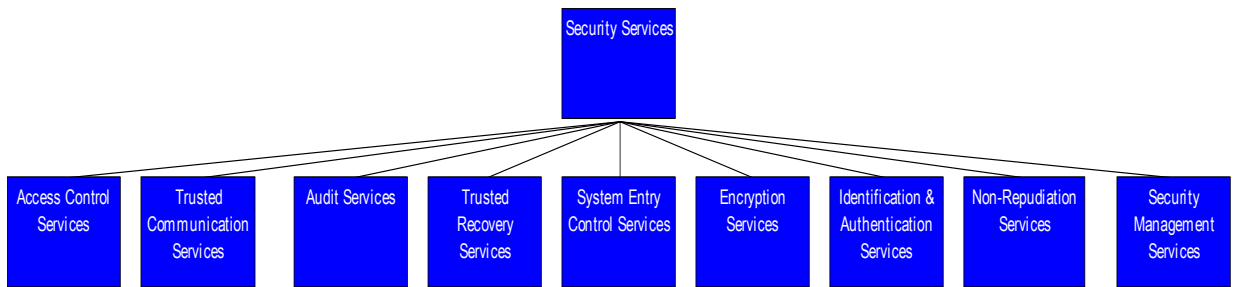 Security Services
Access Control
Services
Trusted
Communication
Services
Audit Services
Trusted
Recovery
Services
System Entry
Control Services
Encryption
Services
Identification &
Authentication
Services
Non-Repudiation
Services
Security
Management
Services